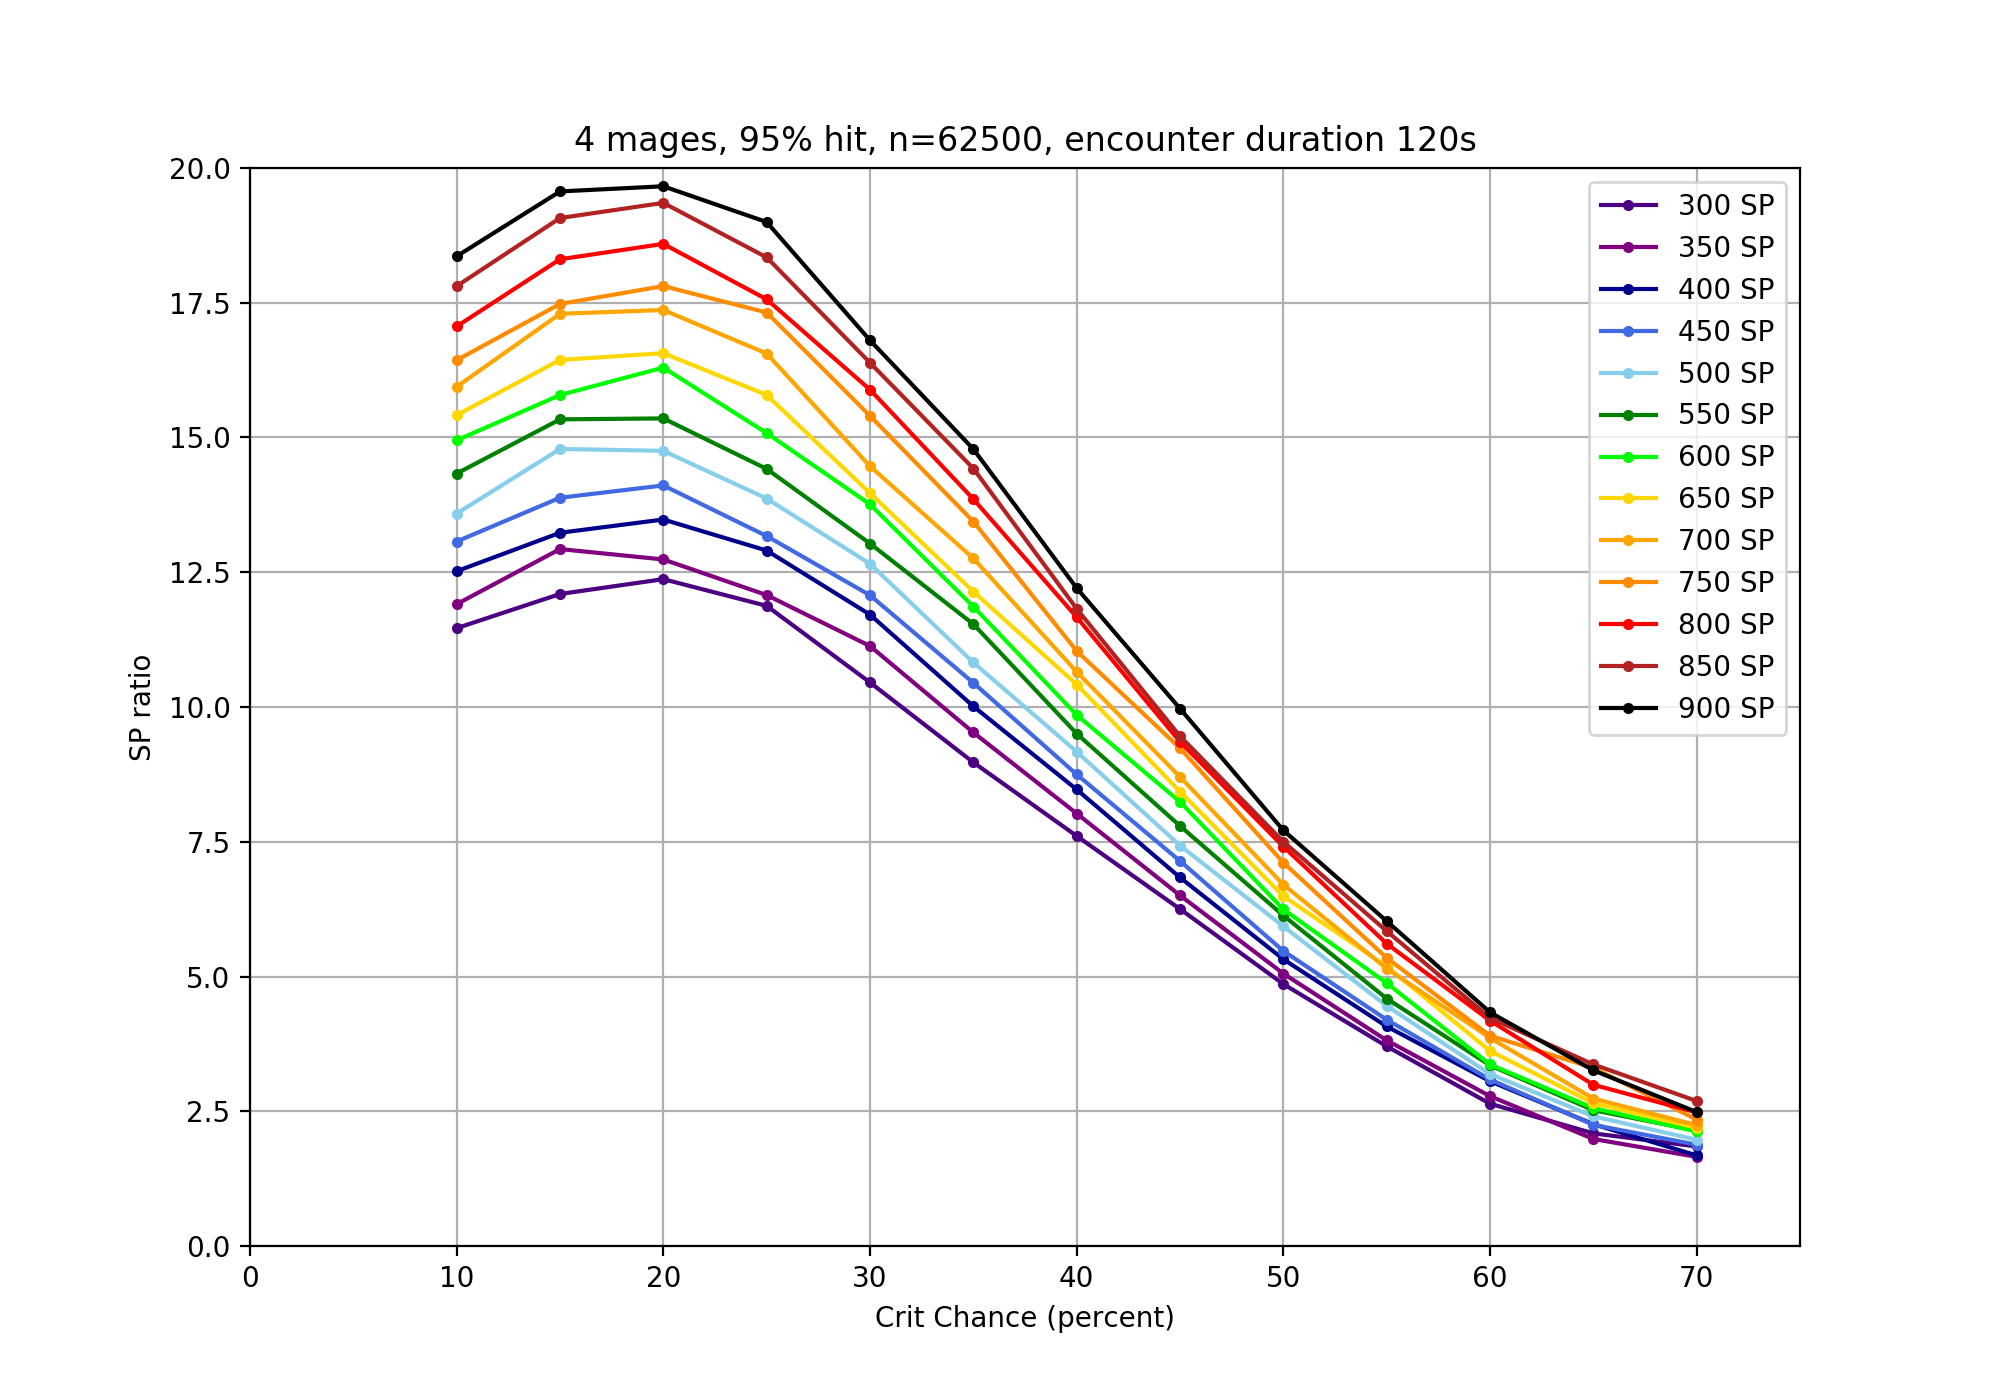 4 mages, 95% hit, n=62500, encounter duration 120s
20.0
17.5
15.0
12.5
10.0
7.5
5.0
2.5
0.0
SP ratio
0
10
20
30
40
50
60
70
Crit Chance (percent)
300 SP
350 SP
400 SP
450 SP
500 SP
550 SP
600 SP
650 SP
700 SP
750 SP
800 SP
850 SP
900 SP